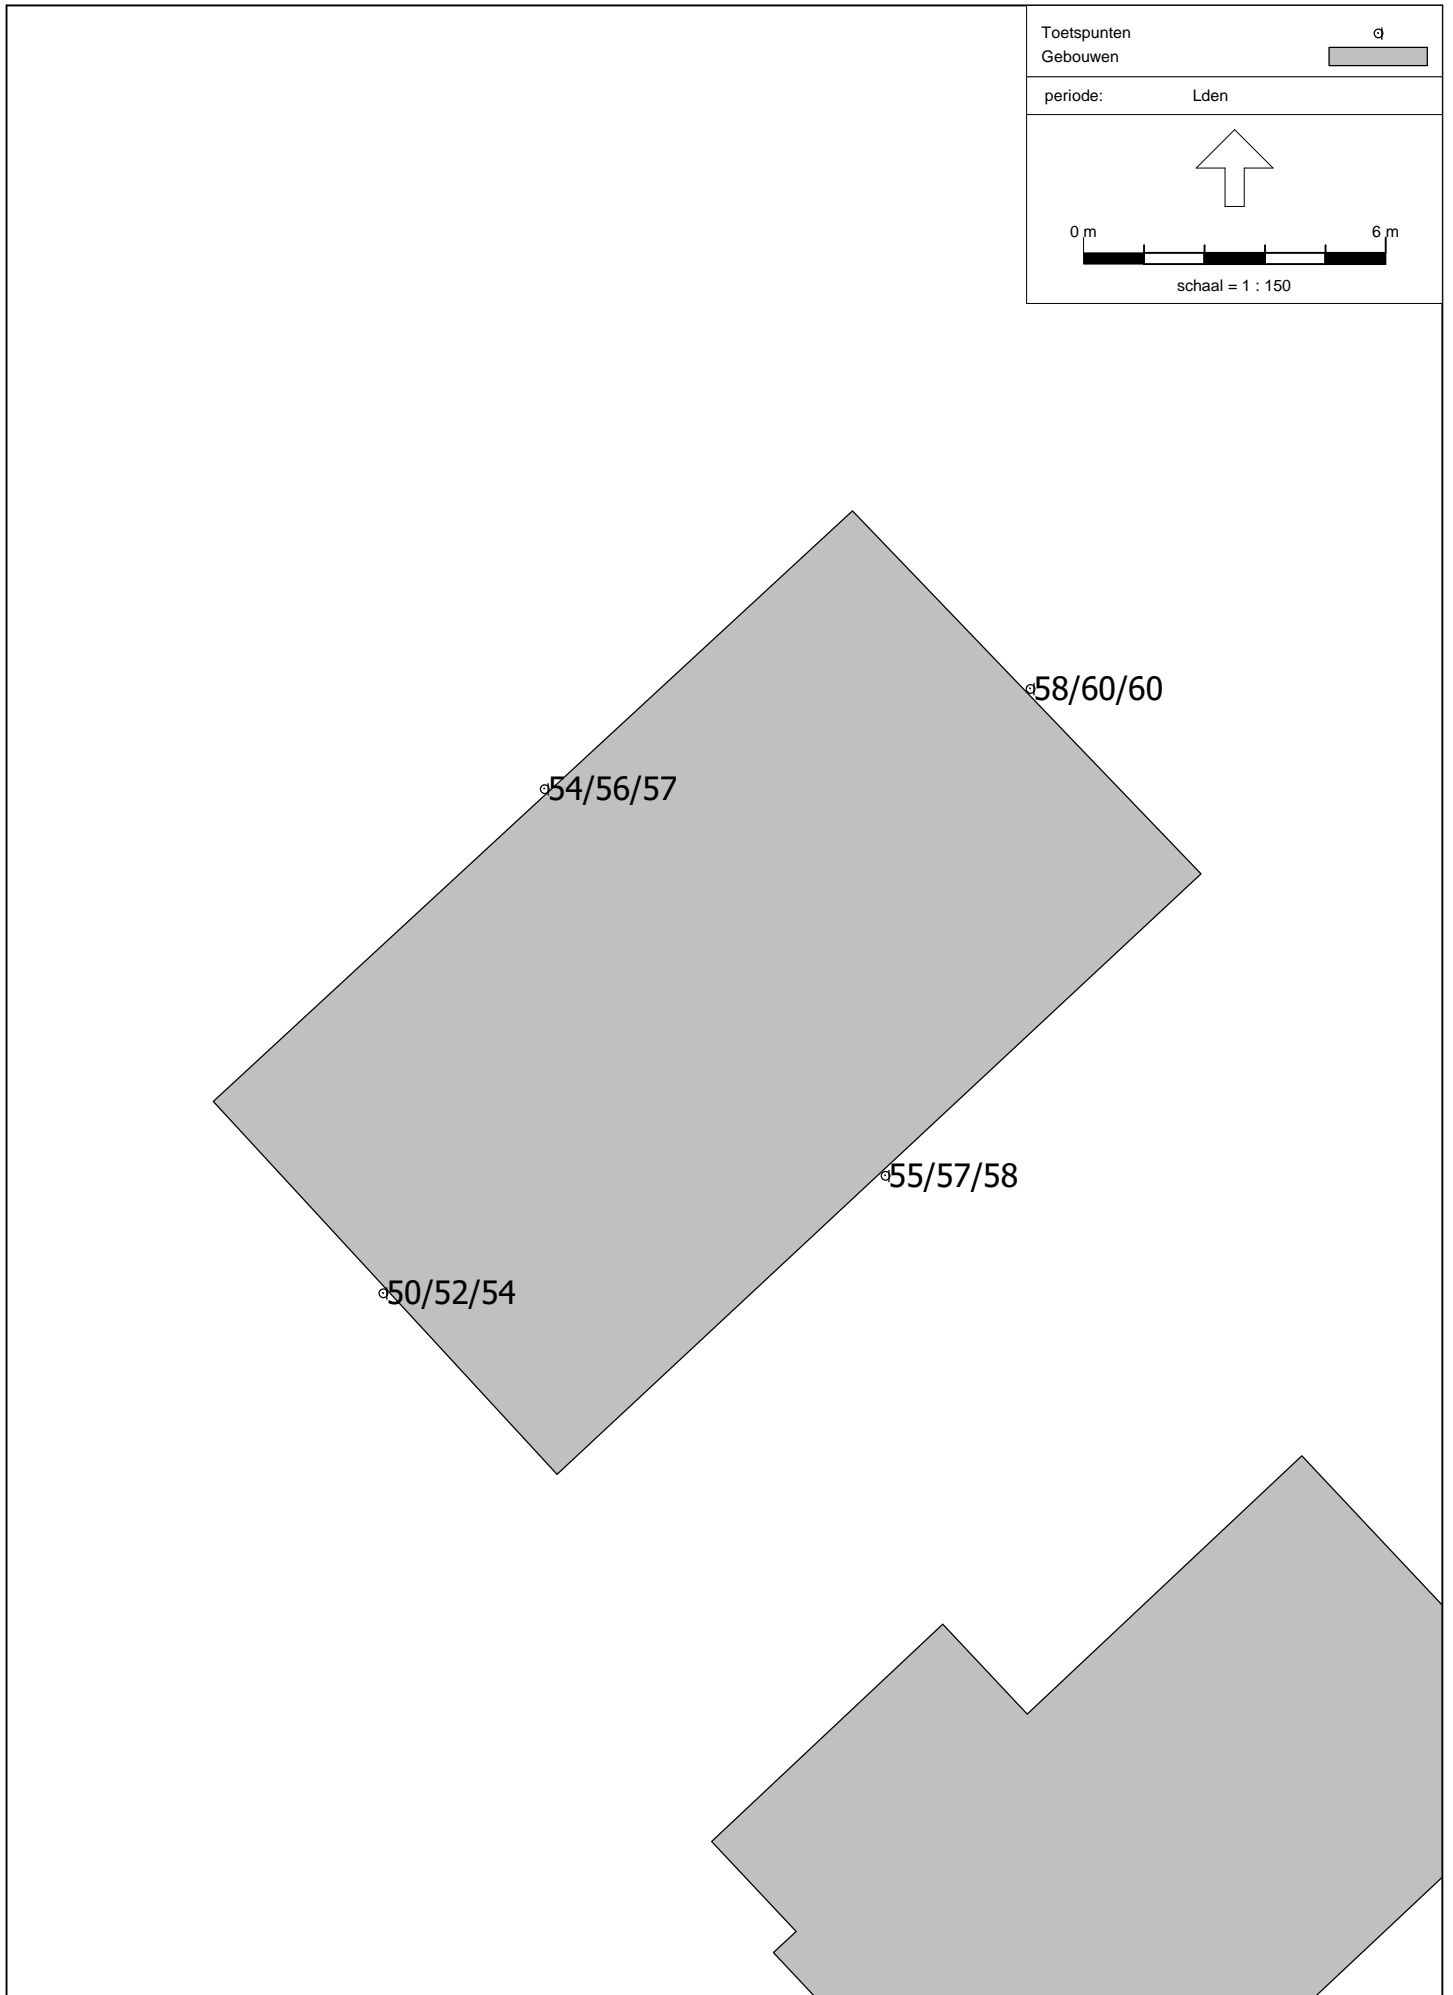 Toetspunten
Gebouwen
periode: Lden
0 m 6 m
schaal = 1 : 150
58/60/60
54/56/57
55/57/58
50/52/54